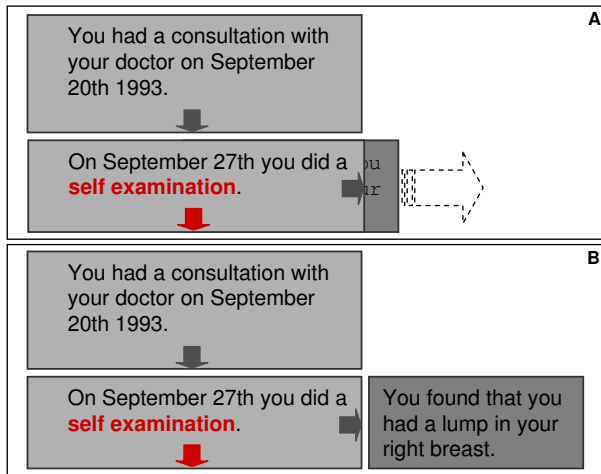 A
You had a consultation with
your doctor on September
20th 1993.
On September 27th you did a
self examination.
B
You had a consultation with
your doctor on September
20th 1993.
On September 27th you did a
self examination.
You found that you
had a lump in your
right breast.